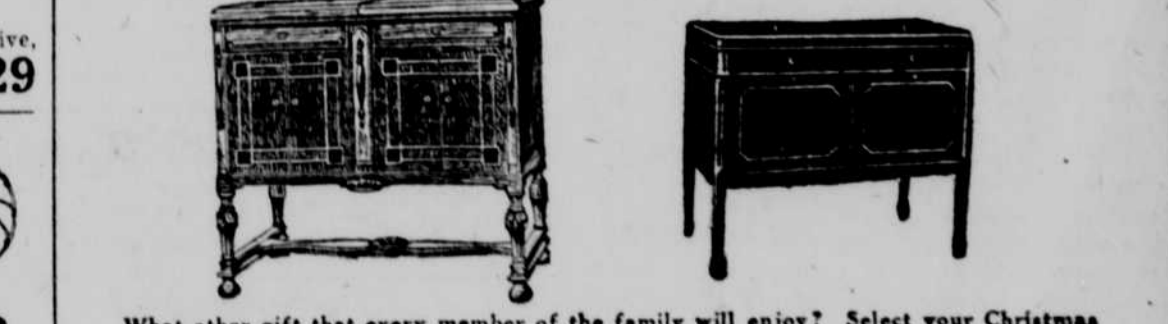 ive,
29
What other gift that every member of the family will enjoy? Select your Christmas